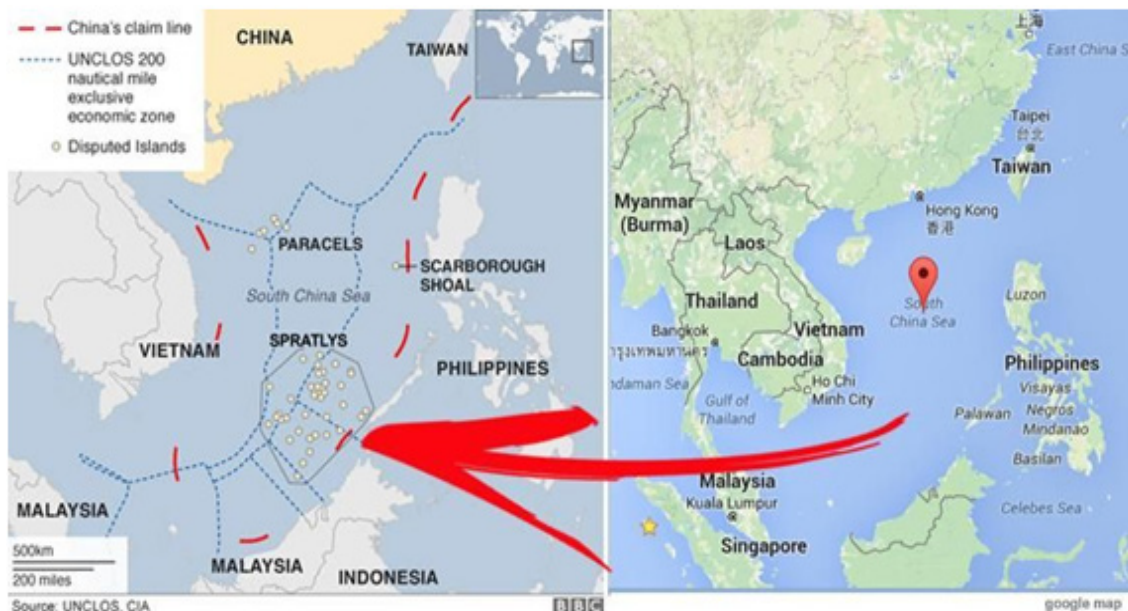 China's claim line
UNCLOS 200
nautical mile
exclusive
economic zone
Disputed Islands
CHINA
TAIWAN
PARACELS
SCARBOROUGH
SHOAL
South China Sea
SPRATLYS
VIETNAM
PHILIPPINES
MALAYSIA
MALAYSIA
INDONESIA
500km
200 miles
Source: UNCLOS, CIA
BBC
上海
East China S
Taipei
台北
Taiwan
Myanmar
(Burma)
Hong Kong
香港
Laos
South
China Sea
Luzon
Thailand
Bangkok
Vietnam
Cambodia
Philippines
ndaman Sea
Ho Chi
Minh City
Visayas
Gulf of
Thailand
Palawan
Negros
Mindanao
Basilan
Malaysia
Kuala Lumpur
Celebes Sea
Singapore
google map